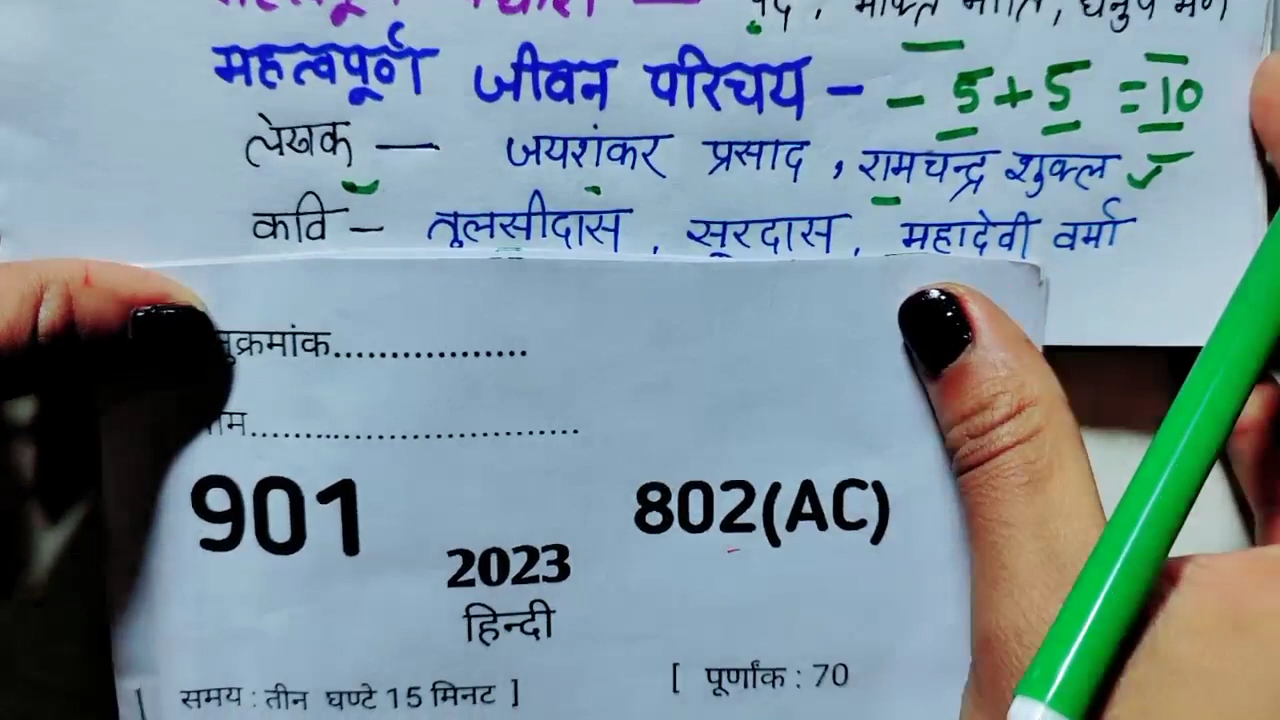 महत्वपूर्ण जीवन परिचय - - 5+5 =10
लेखक — जयशंकर प्रसाद , रामचन्द्र शुक्ल ✓
कवि - तुलसीदास , सूरदास , महादेवी वर्मा
नुक्रमांक..................
नाम..............................
901 802(AC)
2023
हिन्दी
[ समय : तीन घण्टे 15 मिनट ] [ पूर्णांक : 70